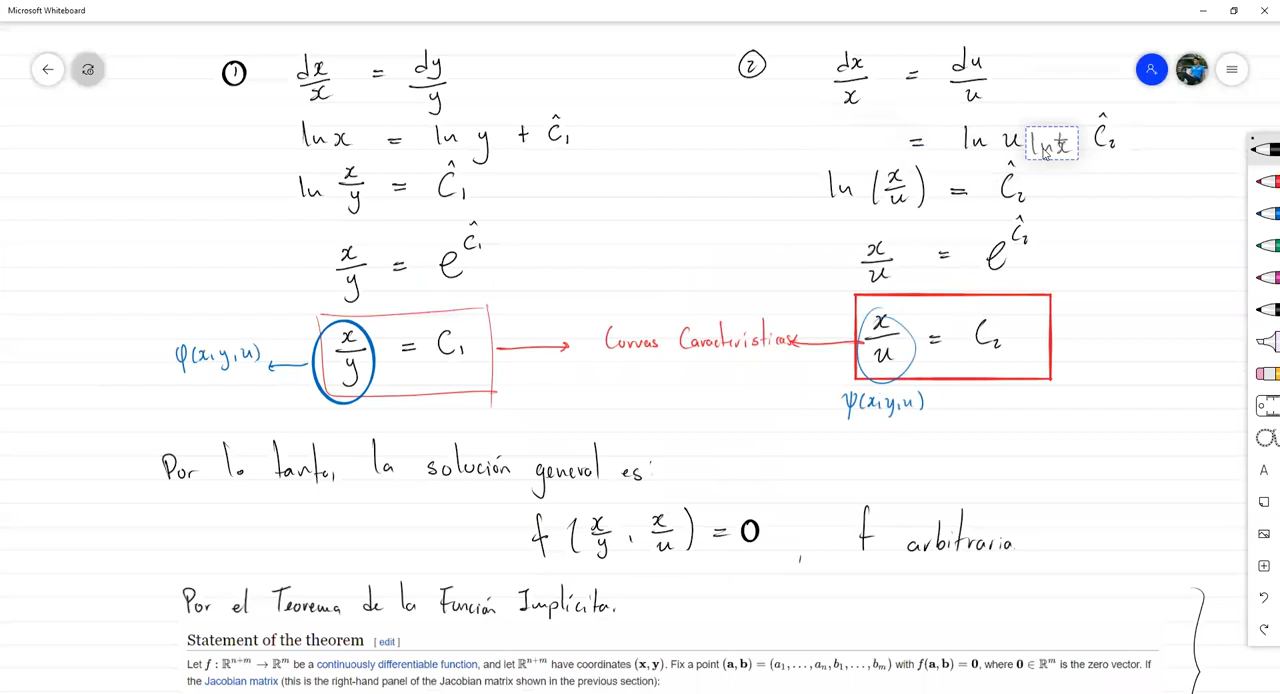 Microsoft Whiteboard
① dx/x = dy/y
ln x = ln y + Ĉ₁
ln x/y = Ĉ₁
x/y = e^Ĉ₁
x/y = C₁
φ(x,y,u)
Curvas Características
② dx/x = du/u
= ln u ln x Ĉ₂
ln (x/u) = Ĉ₂
x/u = e^Ĉ₂
x/u = C₂
ψ(x,y,u)
Por lo tanto, la solución general es:
f (x/y, x/u) = 0, f arbitraria.
Por el Teorema de la Función Implícita.
Statement of the theorem [ edit ]
Let f : ℝⁿ⁺ᵐ → ℝᵐ be a continuously differentiable function, and let ℝⁿ⁺ᵐ have coordinates (x, y). Fix a point (a, b) = (a₁, …, aₙ, b₁, …, bₘ) with f(a, b) = 0, where 0 ∈ ℝᵐ is the zero vector. If
the Jacobian matrix (this is the right-hand panel of the Jacobian matrix shown in the previous section):
A